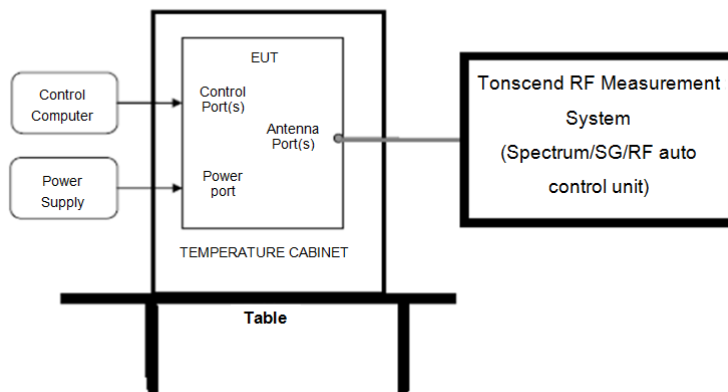 EUT
Control
Computer
Control
Port(s)
Antenna
Port(s)
Power
Supply
Power
port
TEMPERATURE CABINET
Table
Tonscend RF Measurement
System
(Spectrum/SG/RF auto
control unit)